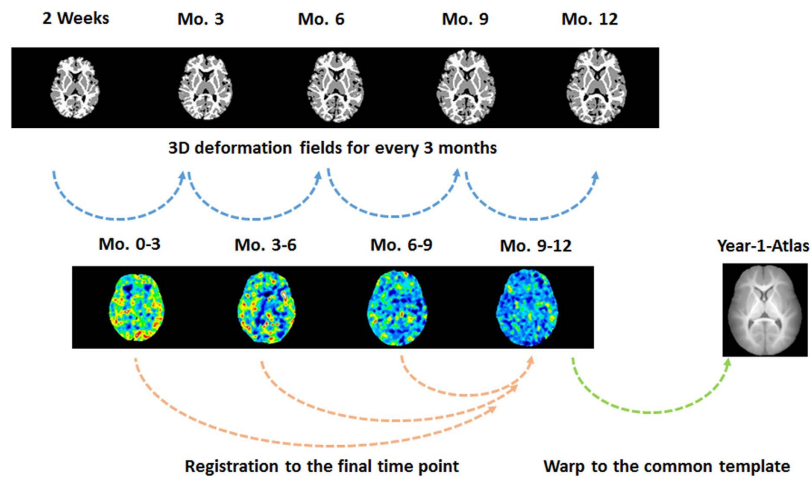 2 Weeks Mo. 3 Mo. 6 Mo. 9 Mo. 12
3D deformation fields for every 3 months
Mo. 0-3 Mo. 3-6 Mo. 6-9 Mo. 9-12 Year-1-Atlas
Registration to the final time point Warp to the common template